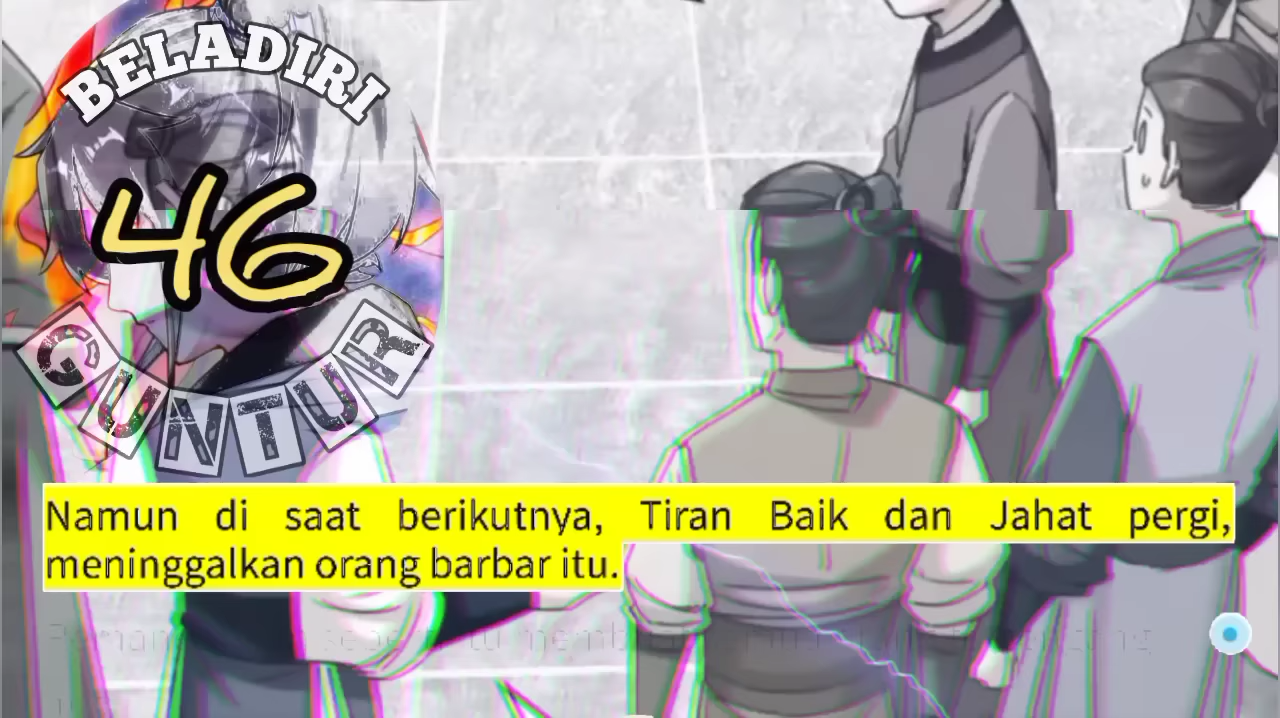 BELADIRI
46
GUNTUR
Namun di saat berikutnya, Tiran Baik dan Jahat pergi,
meninggalkan orang barbar itu.